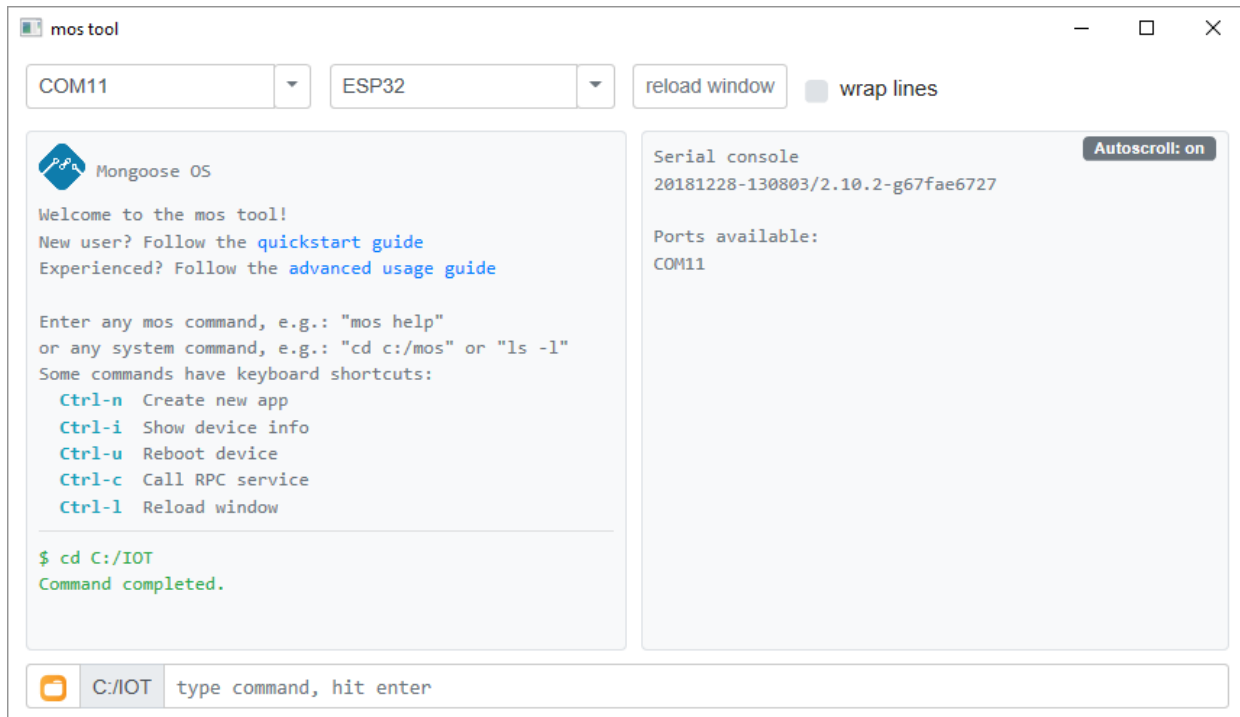 mos tool
COM11
ESP32
reload window
wrap lines
Mongoose OS
Welcome to the mos tool!
New user? Follow the quickstart guide
Experienced? Follow the advanced usage guide
Enter any mos command, e.g.: "mos help"
or any system command, e.g.: "cd c:/mos" or "ls -l"
Some commands have keyboard shortcuts:
Ctrl-n Create new app
Ctrl-i Show device info
Ctrl-u Reboot device
Ctrl-c Call RPC service
Ctrl-l Reload window
$ cd C:/IOT
Command completed.
Autoscroll: on
Serial console
20181228-130803/2.10.2-g67fae6727
Ports available:
COM11
C:/IOT
type command, hit enter